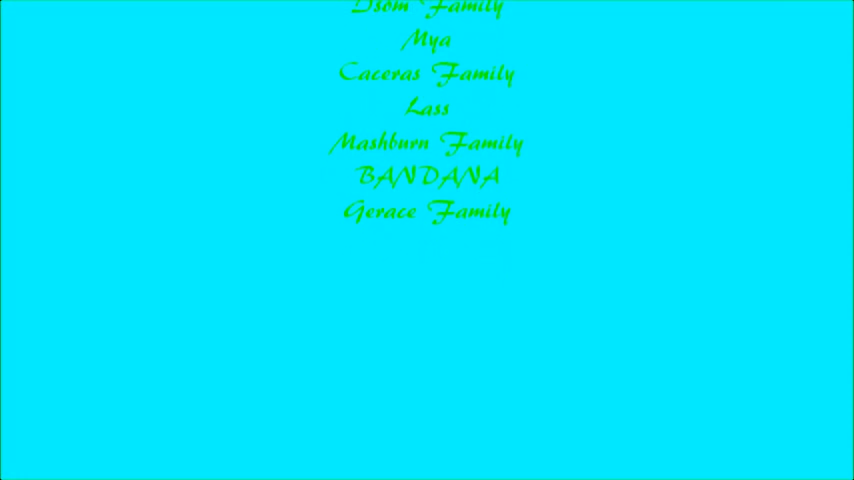 Isom Family
Mya
Caceras Family
Lass
Mashburn Family
BANDANA
Gerace Family